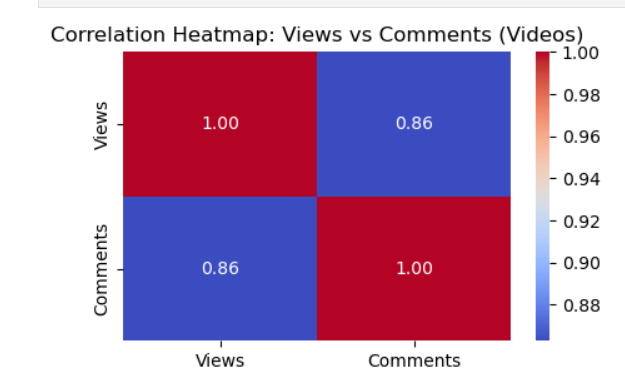 Correlation Heatmap: Views vs Comments (Videos)
Views
1.00
0.86
Comments
0.86
1.00
Views
Comments
1.00
0.98
0.96
0.94
0.92
0.90
0.88